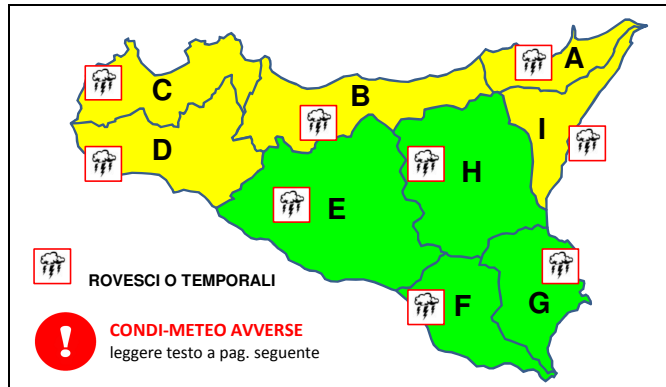 A
C
B
I
D
H
E
ROVESCI O TEMPORALI
F
G
!
CONDI-METEO AVVERSE
leggere testo a pag. seguente